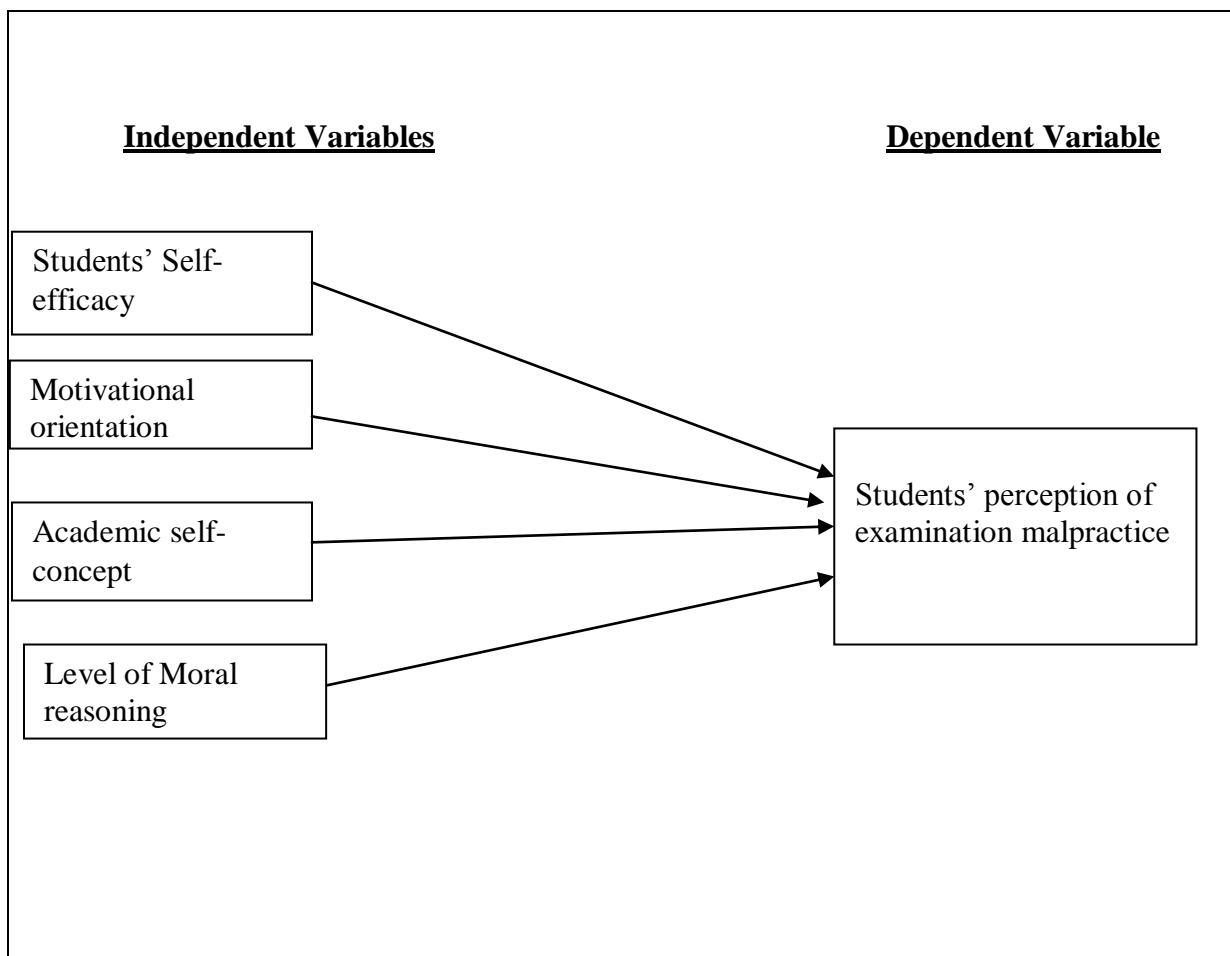 Independent Variables
Dependent Variable
Students’ Self-
efficacy
Motivational
orientation
Academic self-
concept
Level of Moral
reasoning
Students’ perception of
examination malpractice